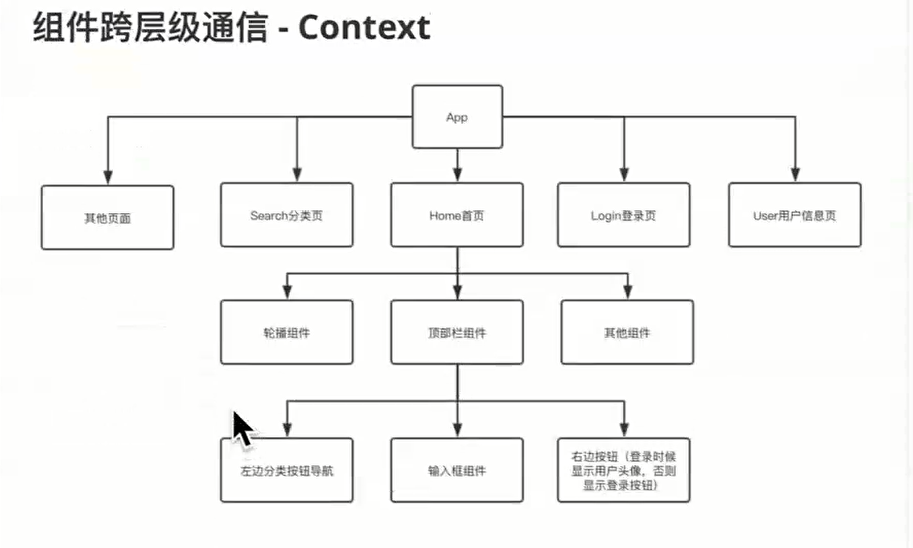 组件跨层级通信 - Context
App
其他页面
Search分类页
Home首页
Login登录页
User用户信息页
轮播组件
顶部栏组件
其他组件
左边分类按钮导航
输入框组件
右边按钮（登录时候
显示用户头像，否则
显示登录按钮）